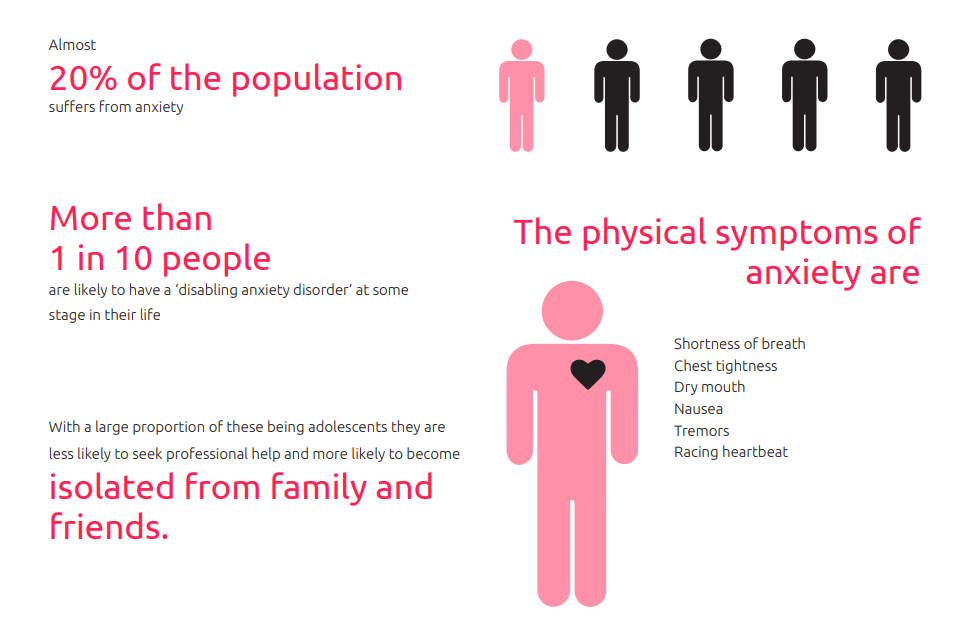 Almost
20% of the population
suffers from anxiety
More than
1 in 10 people
are likely to have a ‘disabling anxiety disorder’ at some
stage in their life
With a large proportion of these being adolescents they are
less likely to seek professional help and more likely to become
isolated from family and
friends.
The physical symptoms of
anxiety are
Shortness of breath
Chest tightness
Dry mouth
Nausea
Tremors
Racing heartbeat